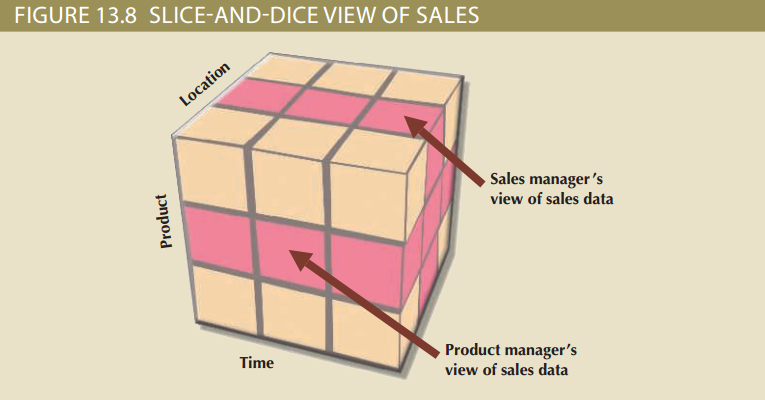 FIGURE 13.8 SLICE-AND-DICE VIEW OF SALES
Location
Product
Sales manager's
view of sales data
Time
Product manager's
view of sales data